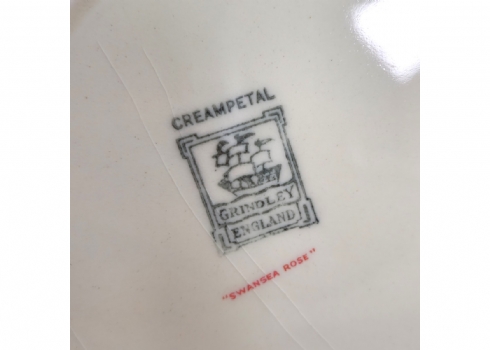 CREAMPETAL
GRINDLEY
ENGLAND
"SWANSEA ROSE"